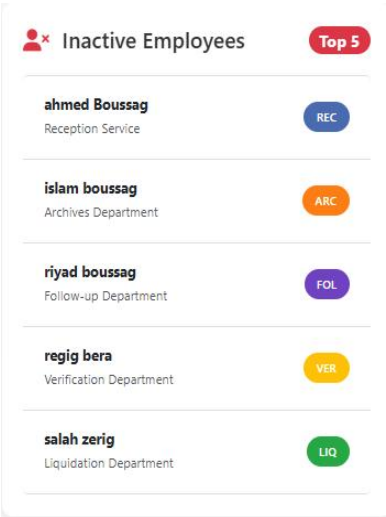 Inactive Employees Top 5
ahmed Boussag
Reception Service
REC
islam boussag
Archives Department
ARC
riyad boussag
Follow-up Department
FOL
regig bera
Verification Department
VER
salah zerig
Liquidation Department
LIQ